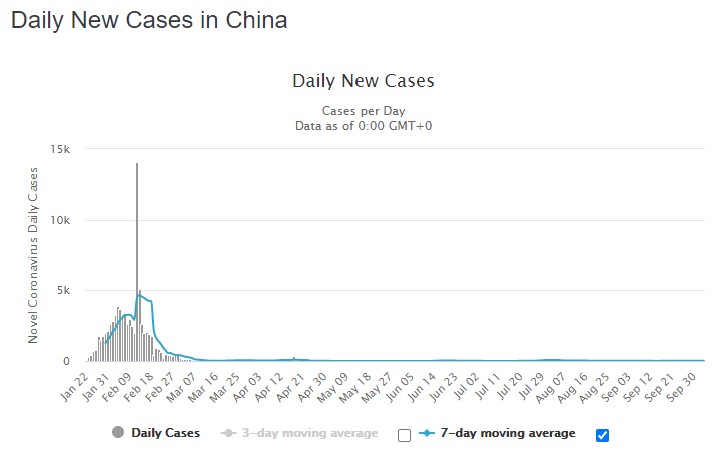 Daily New Cases in China
Daily New Cases
Cases per Day
Data as of 0:00 GMT+0
Novel Coronavirus Daily Cases
15k
10k
5k
0
Jan 22
Jan 31
Feb 09
Feb 18
Feb 27
Mar 07
Mar 16
Mar 25
Apr 03
Apr 12
Apr 21
Apr 30
May 09
May 18
May 27
Jun 05
Jun 14
Jun 23
Jul 02
Jul 11
Jul 20
Jul 29
Aug 07
Aug 16
Aug 25
Sep 03
Sep 12
Sep 21
Sep 30
Daily Cases
3-day moving average
7-day moving average